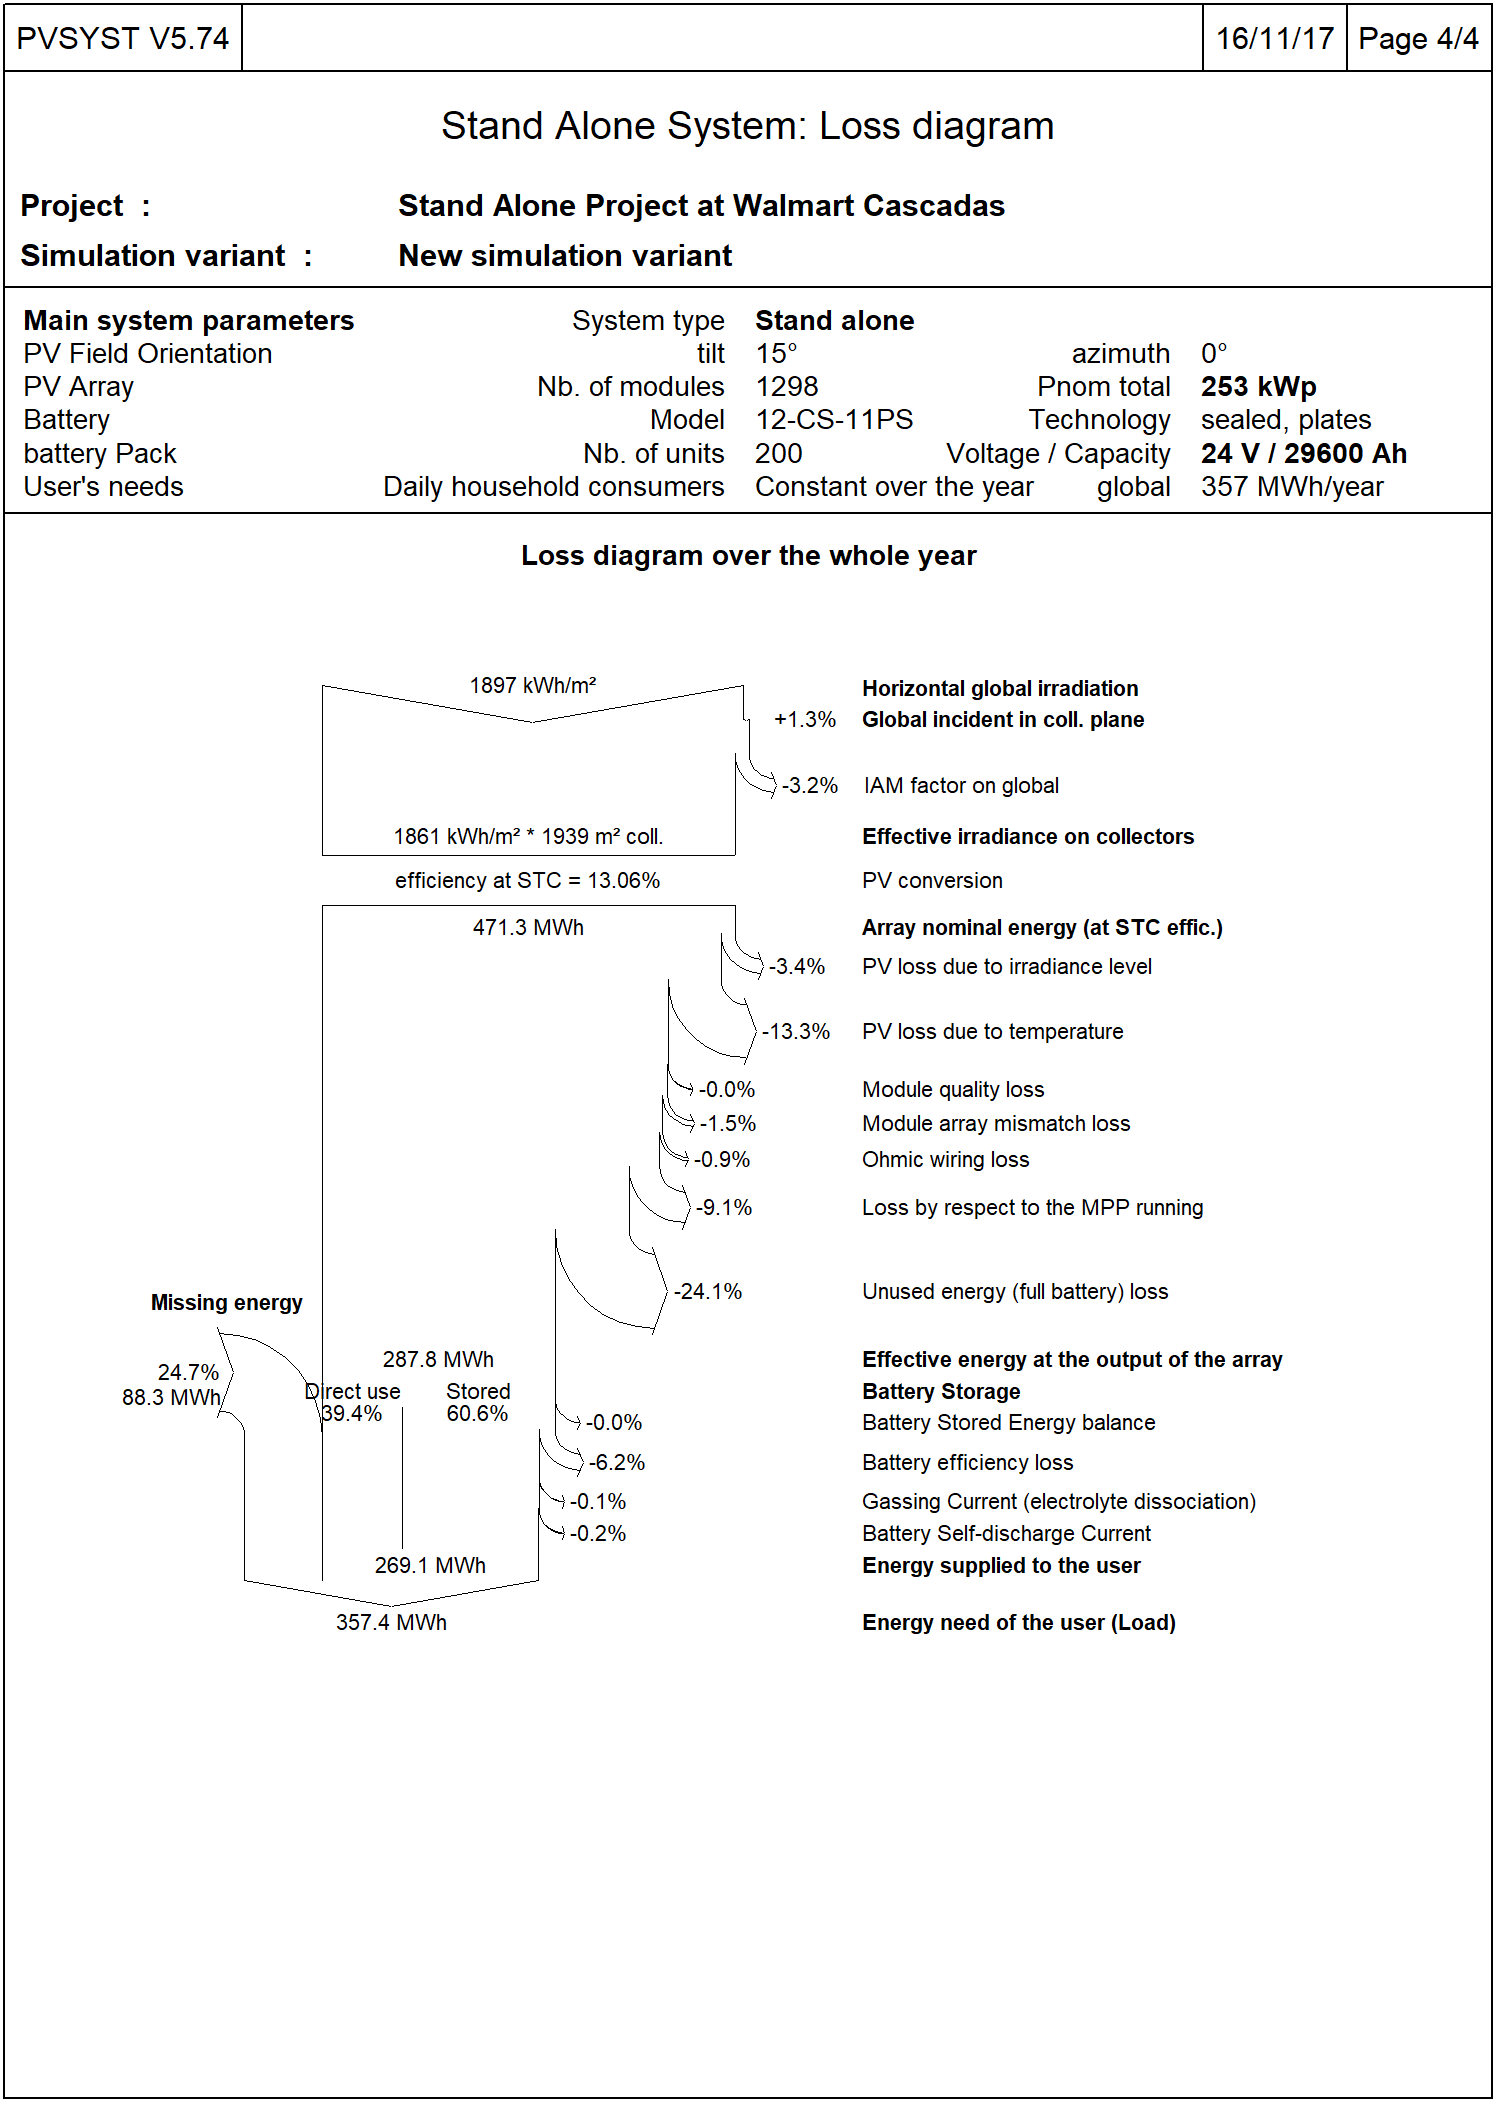 PVSYST V5.74 16/11/17 Page 4/4
Stand Alone System: Loss diagram
Project : Stand Alone Project at Walmart Cascadas
Simulation variant : New simulation variant
Main system parameters System type Stand alone
PV Field Orientation tilt 15° azimuth 0°
PV Array Nb. of modules 1298 Pnom total 253 kWp
Battery Model 12-CS-11PS Technology sealed, plates
battery Pack Nb. of units 200 Voltage / Capacity 24 V / 29600 Ah
User's needs Daily household consumers Constant over the year global 357 MWh/year
Loss diagram over the whole year
1897 kWh/m² Horizontal global irradiation
+1.3% Global incident in coll. plane
-3.2% IAM factor on global
1861 kWh/m² * 1939 m² coll. Effective irradiance on collectors
efficiency at STC = 13.06% PV conversion
471.3 MWh Array nominal energy (at STC effic.)
-3.4% PV loss due to irradiance level
-13.3% PV loss due to temperature
-0.0% Module quality loss
-1.5% Module array mismatch loss
-0.9% Ohmic wiring loss
-9.1% Loss by respect to the MPP running
-24.1% Unused energy (full battery) loss
Missing energy
287.8 MWh Effective energy at the output of the array
24.7%
88.3 MWh
Direct use Stored Battery Storage
39.4% 60.6%
-0.0% Battery Stored Energy balance
-6.2% Battery efficiency loss
-0.1% Gassing Current (electrolyte dissociation)
-0.2% Battery Self-discharge Current
269.1 MWh Energy supplied to the user
357.4 MWh Energy need of the user (Load)